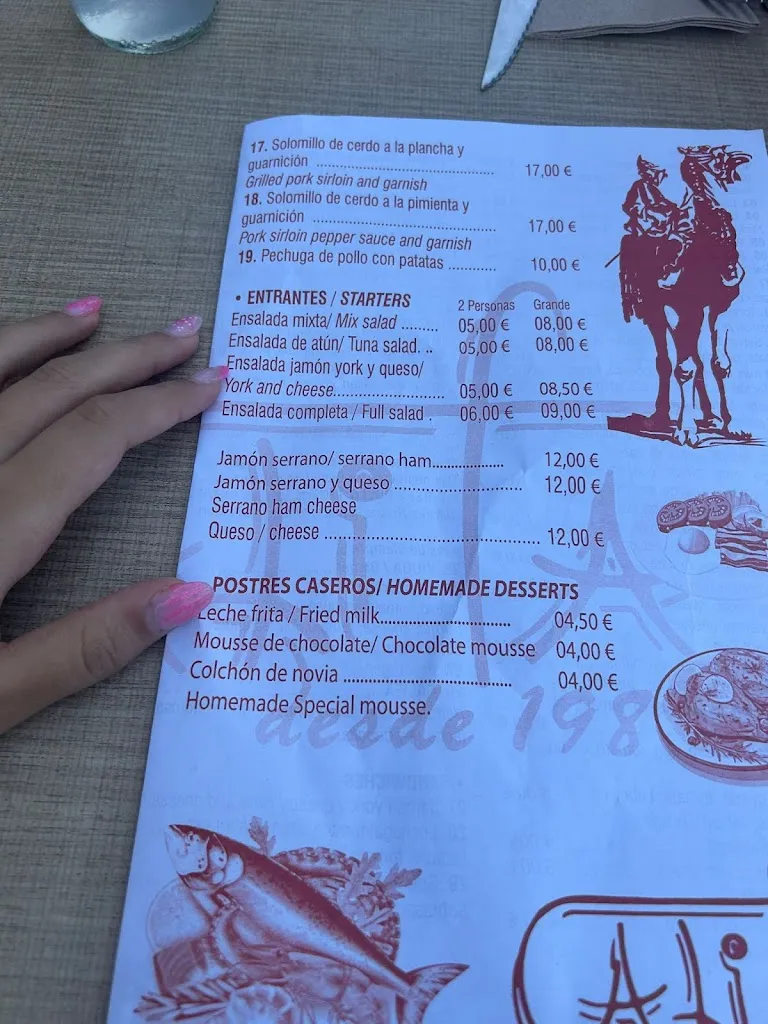 17. Solomillo de cerdo a la plancha y
guarnición ................................................ 17,00 €
Grilled pork sirloin and garnish
18. Solomillo de cerdo a la pimienta y
guarnición ................................................. 17,00 €
Pork sirloin pepper sauce and garnish
19. Pechuga de pollo con patatas ............ 10,00 €
• ENTRANTES / STARTERS 2 Personas Grande
Ensalada mixta/ Mix salad ......... 05,00 € 08,00 €
Ensalada de atún/ Tuna salad. .. 05,00 € 08,00 €
Ensalada jamón york y queso/
York and cheese........................... 05,00 € 08,50 €
Ensalada completa / Full salad . 06,00 € 09,00 €
Jamón serrano/ serrano ham................... 12,00 €
Jamón serrano y queso ............................... 12,00 €
Serrano ham cheese
Queso / cheese .................................................... 12,00 €
POSTRES CASEROS/ HOMEMADE DESSERTS
Leche frita / Fried milk................................ 04,50 €
Mousse de chocolate/ Chocolate mousse 04,00 €
Colchón de novia ......................................... 04,00 €
Homemade Special mousse.
desde 198